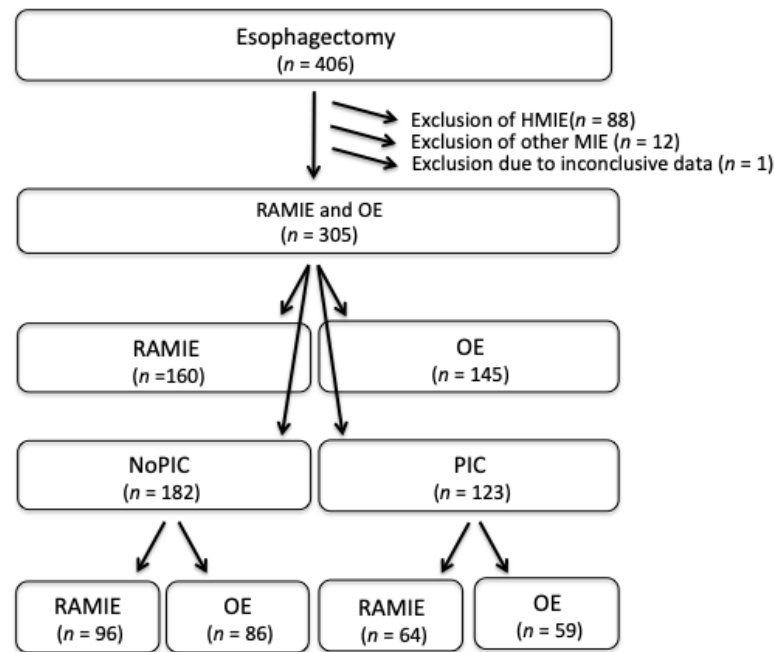 Esophagectomy
(n = 406)
Exclusion of HMIE(n = 88)
Exclusion of other MIE (n = 12)
Exclusion due to inconclusive data (n = 1)
RAMIE and OE
(n = 305)
RAMIE
(n =160)
OE
(n = 145)
NoPIC
(n = 182)
PIC
(n = 123)
RAMIE
(n = 96)
OE
(n = 86)
RAMIE
(n = 64)
OE
(n = 59)